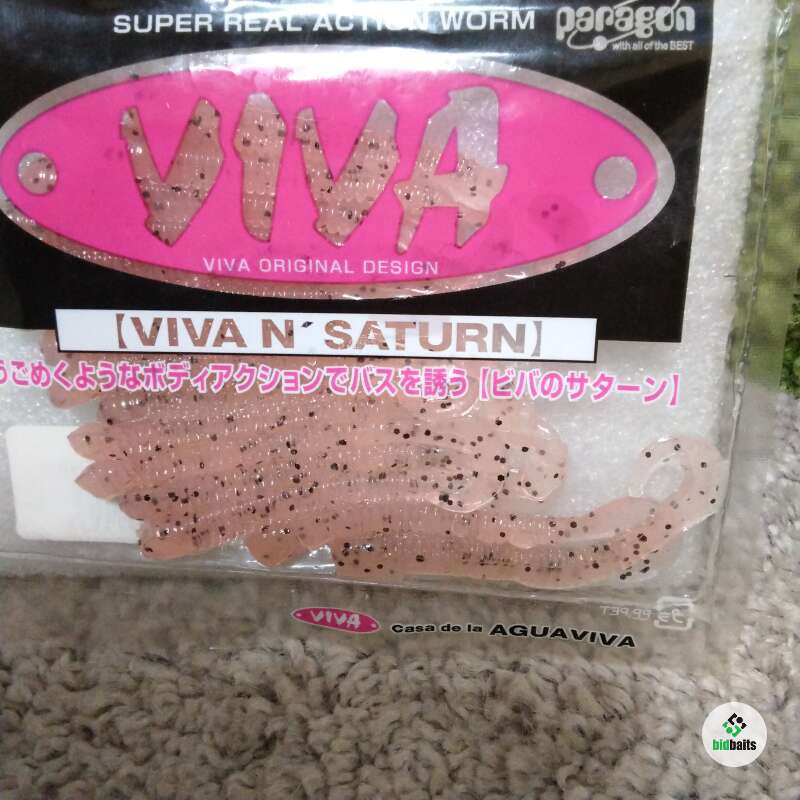 SUPER REAL ACTION WORM
paragon
with all of the BEST
VIVA
VIVA ORIGINAL DESIGN
【VIVA N´SATURN】
うごめくようなボディアクションでバスを誘う【ビバのサターン】
PP,PET
VIVA Casa de la AGUAVIVA
bidbaits